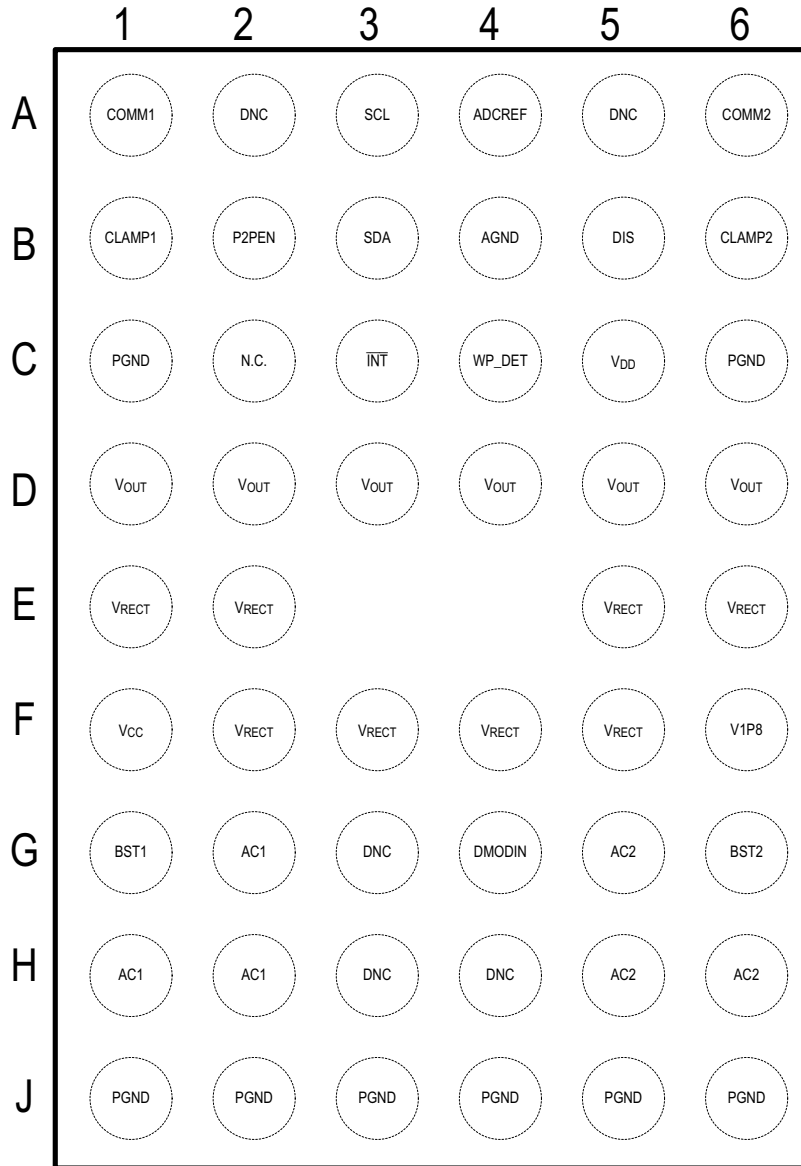 1 2 3 4 5 6
A COMM1 DNC SCL ADCREF DNC COMM2
B CLAMP1 P2PEN SDA AGND DIS CLAMP2
C PGND N.C. I̅N̅T̅ WP_DET VDD PGND
D VOUT VOUT VOUT VOUT VOUT VOUT
E VRECT VRECT VRECT VRECT
F VCC VRECT VRECT VRECT VRECT V1P8
G BST1 AC1 DNC DMODIN AC2 BST2
H AC1 AC1 DNC DNC AC2 AC2
J PGND PGND PGND PGND PGND PGND